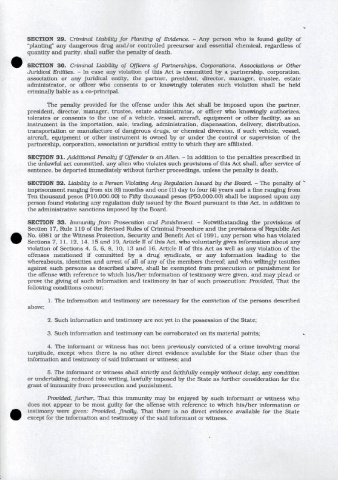 SECTION 29. Criminal Liability for Planting of Evidence. – Any person who is found guilty of
"planting" any dangerous drug and/or controlled precursor and essential chemical, regardless of
quantity and purity, shall suffer the penalty of death.
SECTION 30. Criminal Liability of Officers of Partnerships, Corporations, Associations or Other
Juridical Entities. – In case any violation of this Act is committed by a partnership, corporation,
association or any juridical entity, the partner, president, director, manager, trustee, estate
administrator, or officer who consents to or knowingly tolerates such violation shall be held
criminally liable as a co-principal.
The penalty provided for the offense under this Act shall be imposed upon the partner,
president, director, manager, trustee, estate administrator, or officer who knowingly authorizes,
tolerates or consents to the use of a vehicle, vessel, aircraft, equipment or other facility, as an
instrument in the importation, sale, trading, administration, dispensation, delivery, distribution,
transportation or manufacture of dangerous drugs, or chemical diversion, if such vehicle, vessel,
aircraft, equipment or other instrument is owned by or under the control or supervision of the
partnership, corporation, association or juridical entity to which they are affiliated.
SECTION 31. Additional Penalty if Offender is an Alien. – In addition to the penalties prescribed in
the unlawful act committed, any alien who violates such provisions of this Act shall, after service of
sentence, be deported immediately without further proceedings, unless the penalty is death.
SECTION 32. Liability to a Person Violating Any Regulation Issued by the Board. – The penalty of
imprisonment ranging from six (6) months and one (1) day to four (4) years and a fine ranging from
Ten thousand pesos (P10,000.00) to Fifty thousand pesos (P50,000.00) shall be imposed upon any
person found violating any regulation duly issued by the Board pursuant to this Act, in addition to
the administrative sanctions imposed by the Board.
SECTION 33. Immunity from Prosecution and Punishment. – Notwithstanding the provisions of
Section 17, Rule 119 of the Revised Rules of Criminal Procedure and the provisions of Republic Act
No. 6981 or the Witness Protection, Security and Benefit Act of 1991, any person who has violated
Sections 7, 11, 12, 14, 15 and 19, Article II of this Act, who voluntarily gives information about any
violation of Sections 4, 5, 6, 8, 10, 13 and 16, Article II of this Act as well as any violation of the
offenses mentioned if committed by a drug syndicate, or any information leading to the
whereabouts, identities and arrest of all or any of the members thereof; and who willingly testifies
against such persons as described above, shall be exempted from prosecution or punishment for
the offense with reference to which his/her information of testimony were given, and may plead or
prove the giving of such information and testimony in bar of such prosecution: Provided, That the
following conditions concur:
1. The information and testimony are necessary for the conviction of the persons described
above;
2. Such information and testimony are not yet in the possession of the State;
3. Such information and testimony can be corroborated on its material points;
4. The informant or witness has not been previously convicted of a crime involving moral
turpitude, except when there is no other direct evidence available for the State other than the
information and testimony of said informant or witness; and
5. The informant or witness shall strictly and faithfully comply without delay, any condition
or undertaking, reduced into writing, lawfully imposed by the State as further consideration for the
grant of immunity from prosecution and punishment.
Provided, further, That this immunity may be enjoyed by such informant or witness who
does not appear to be most guilty for the offense with reference to which his/her information or
testimony were given: Provided, finally, That there is no direct evidence available for the State
except for the information and testimony of the said informant or witness.